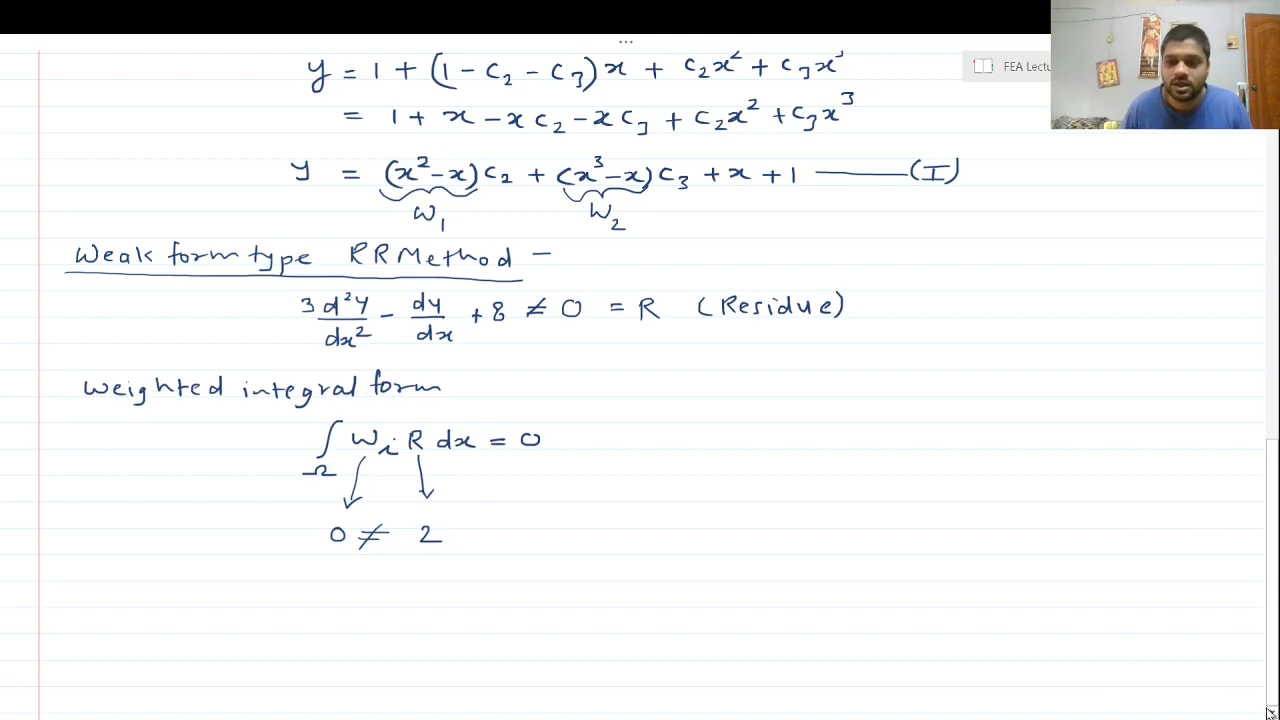 y = 1 + (1 - c₂ - c₃)x + c₂x² + c₃x³
FEA Lectu
= 1 + x - xc₂ - xc₃ + c₂x² + c₃x³
y = (x² - x)c₂ + (x³ - x)c₃ + x + 1 ——— (I)
W₁ W₂
Weak form type RR Method -
3 d²y/dx² - dy/dx + 8 ≠ 0 = R (Residue)
Weighted integral form
∫_Ω Wᵢ R dx = 0
0 ≠ 2